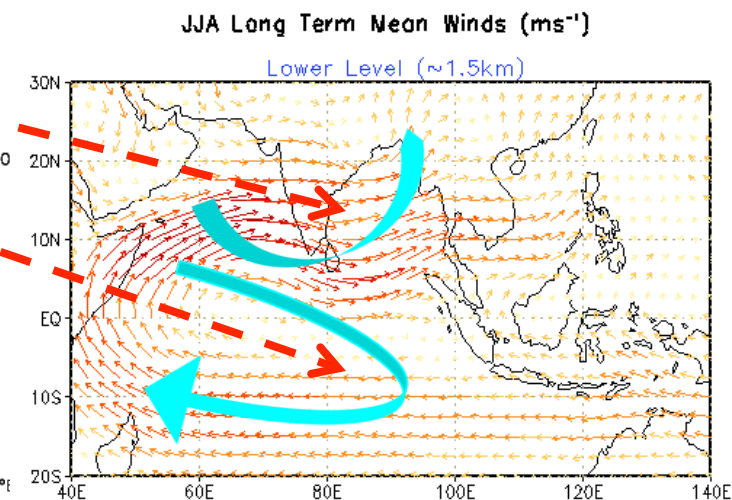 JJA Long Term Mean Winds (ms⁻¹)
Lower Level (~1.5km)
30N
20N
10N
EQ
10S
20S
40E 60E 80E 100E 120E 140E